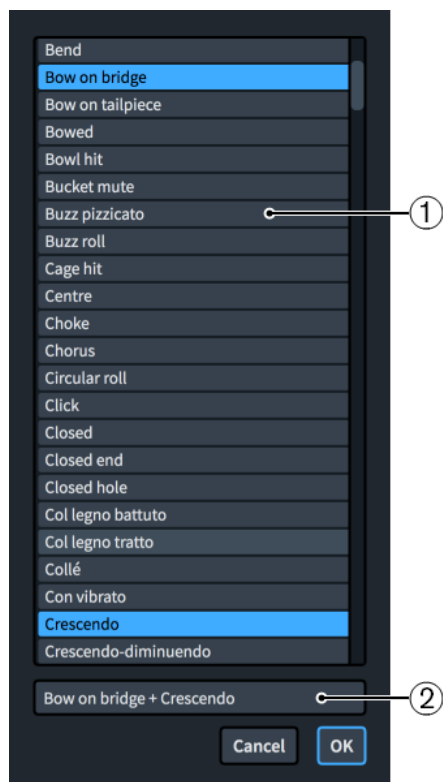 Bend
Bow on bridge
Bow on tailpiece
Bowed
Bowl hit
Bucket mute
Buzz pizzicato
1
Buzz roll
Cage hit
Centre
Choke
Chorus
Circular roll
Click
Closed
Closed end
Closed hole
Col legno battuto
Col legno tratto
Collé
Con vibrato
Crescendo
Crescendo-diminuendo
Bow on bridge + Crescendo
2
Cancel
OK